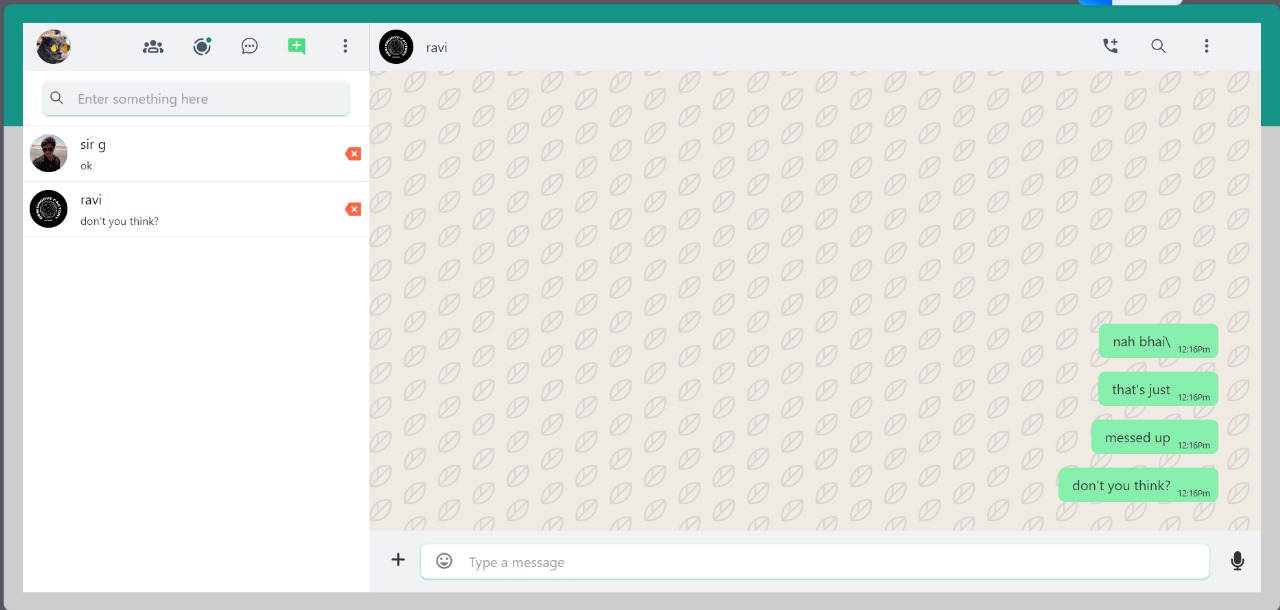 ravi
Enter something here
sir g
ok
ravi
don't you think?
nah bhai\ 12:16Pm
that's just 12:16Pm
messed up 12:16Pm
don't you think? 12:16Pm
Type a message